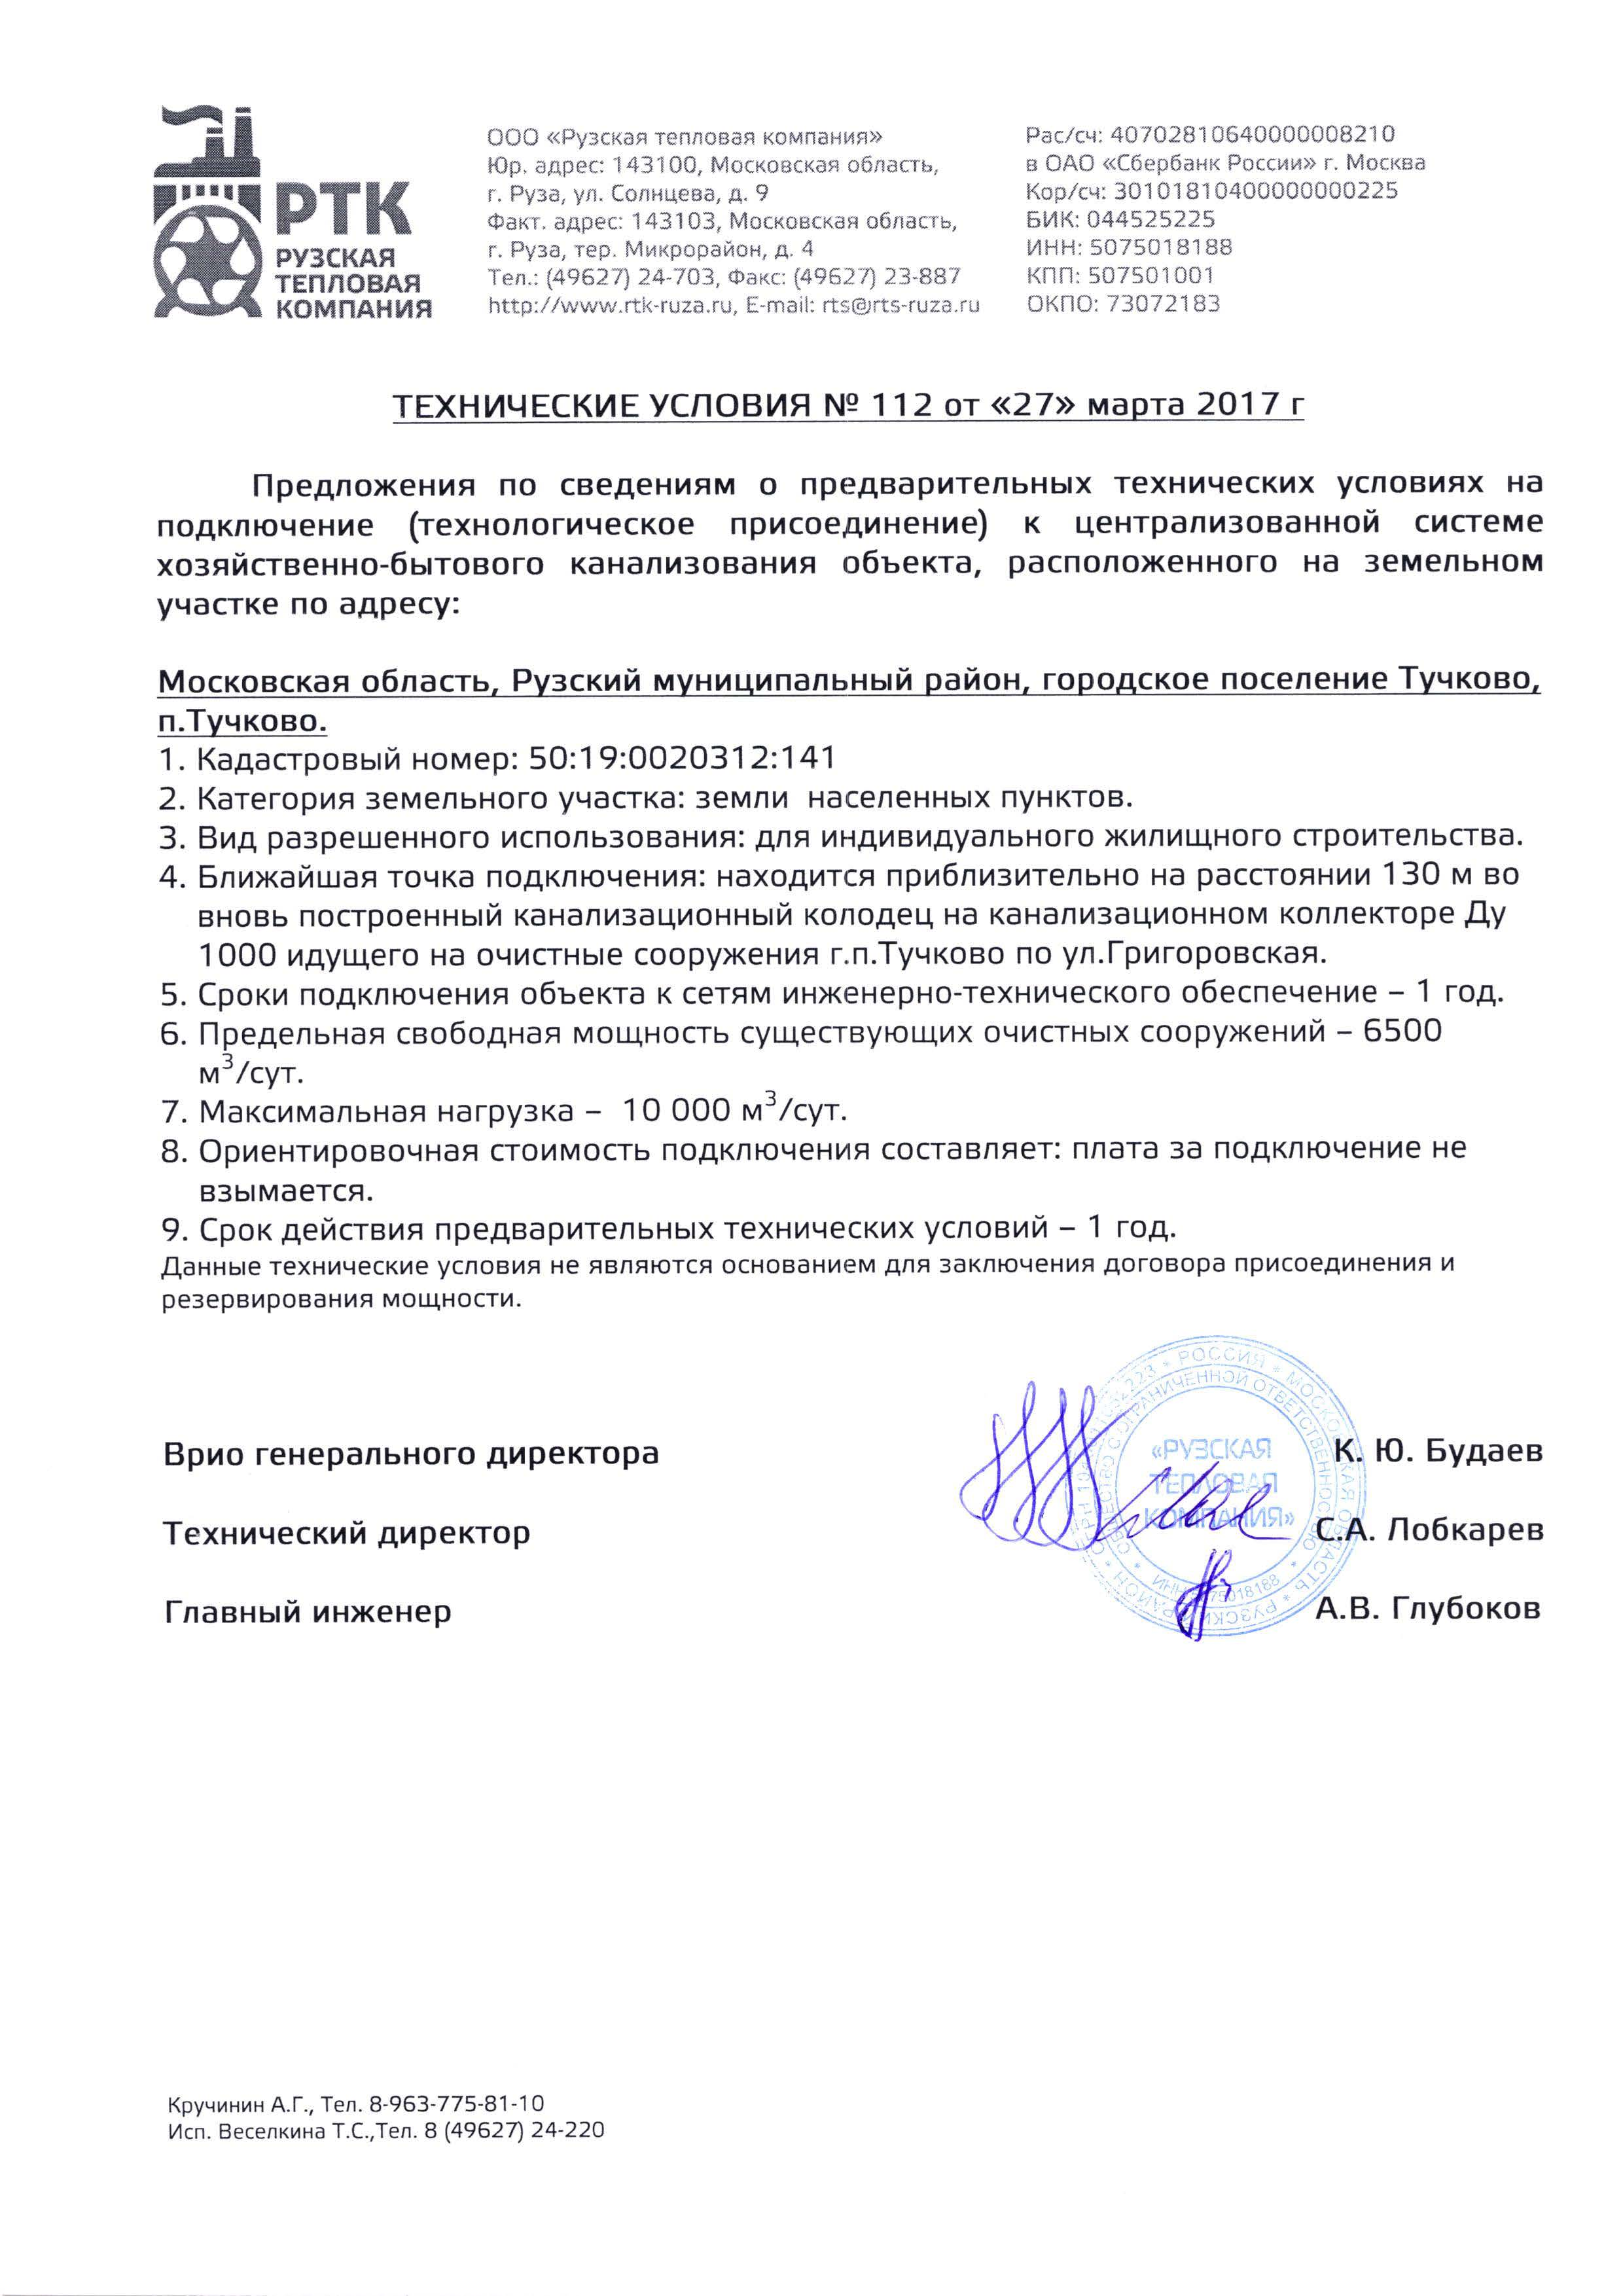 РТК
РУЗСКАЯ
ТЕПЛОВАЯ
КОМПАНИЯ
ООО «Рузская тепловая компания»
Юр. адрес: 143100, Московская область,
г. Руза, ул. Солнцева, д. 9
Факт. адрес: 143103, Московская область,
г. Руза, тер. Микрорайон, д. 4
Тел.: (49627) 24-703, Факс: (49627) 23-887
http://www.rtk-ruza.ru, E-mail: rts@rts-ruza.ru
Рас/сч: 40702810640000008210
в ОАО «Сбербанк России» г. Москва
Кор/сч: 30101810400000000225
БИК: 044525225
ИНН: 5075018188
КПП: 507501001
ОКПО: 73072183
ТЕХНИЧЕСКИЕ УСЛОВИЯ № 112 от «27» марта 2017 г
Предложения по сведениям о предварительных технических условиях на
подключение (технологическое присоединение) к централизованной системе
хозяйственно-бытового канализования объекта, расположенного на земельном
участке по адресу:
Московская область, Рузский муниципальный район, городское поселение Тучково,
п.Тучково.
1. Кадастровый номер: 50:19:0020312:141
2. Категория земельного участка: земли населенных пунктов.
3. Вид разрешенного использования: для индивидуального жилищного строительства.
4. Ближайшая точка подключения: находится приблизительно на расстоянии 130 м во
вновь построенный канализационный колодец на канализационном коллекторе Ду
1000 идущего на очистные сооружения г.п.Тучково по ул.Григоровская.
5. Сроки подключения объекта к сетям инженерно-технического обеспечение – 1 год.
6. Предельная свободная мощность существующих очистных сооружений – 6500
м³/сут.
7. Максимальная нагрузка – 10 000 м³/сут.
8. Ориентировочная стоимость подключения составляет: плата за подключение не
взымается.
9. Срок действия предварительных технических условий – 1 год.
Данные технические условия не являются основанием для заключения договора присоединения и
резервирования мощности.
Врио генерального директора К. Ю. Будаев
Технический директор С.А. Лобкарев
Главный инженер А.В. Глубоков
РОССИЯ * МОСКОВСКАЯ ОБЛАСТЬ * РУЗСКИЙ РАЙОН
ОБЩЕСТВО С ОГРАНИЧЕННОЙ ОТВЕТСТВЕННОСТЬЮ
«РУЗСКАЯ
ТЕПЛОВАЯ
КОМПАНИЯ»
Кручинин А.Г., Тел. 8-963-775-81-10
Исп. Веселкина Т.С.,Тел. 8 (49627) 24-220